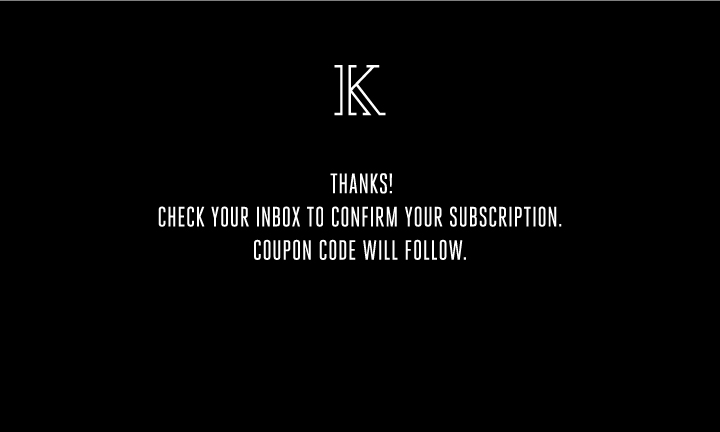 K
THANKS!
CHECK YOUR INBOX TO CONFIRM YOUR SUBSCRIPTION.
COUPON CODE WILL FOLLOW.